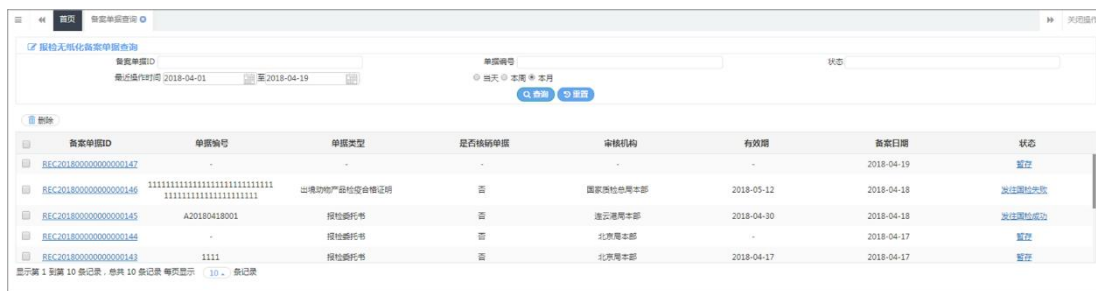 首页 备案单据查询 关闭操作
报检无纸化备案单据查询
备案单据ID 单据编号 状态
最近操作时间 2018-04-01 至 2018-04-19 当天 本周 本月
查询 重置
删除
备案单据ID 单据编号 单据类型 是否核销单据 审核机构 有效期 备案日期 状态
REC201800000000000147 - - - - - 2018-04-19 暂存
REC201800000000000146 出境动物产品检疫合格证明 否 国家质检总局本部 2018-05-12 2018-04-18 发往国检失败
REC201800000000000145 A20180418001 报检委托书 否 连云港局本部 2018-04-30 2018-04-18 发往国检成功
REC201800000000000144 - 报检委托书 否 北京局本部 - 2018-04-17 暂存
REC201800000000000143 1111 报检委托书 否 北京局本部 2018-04-17 2018-04-17 暂存
显示第 1 到第 10 条记录，总共 10 条记录 每页显示 10 条记录